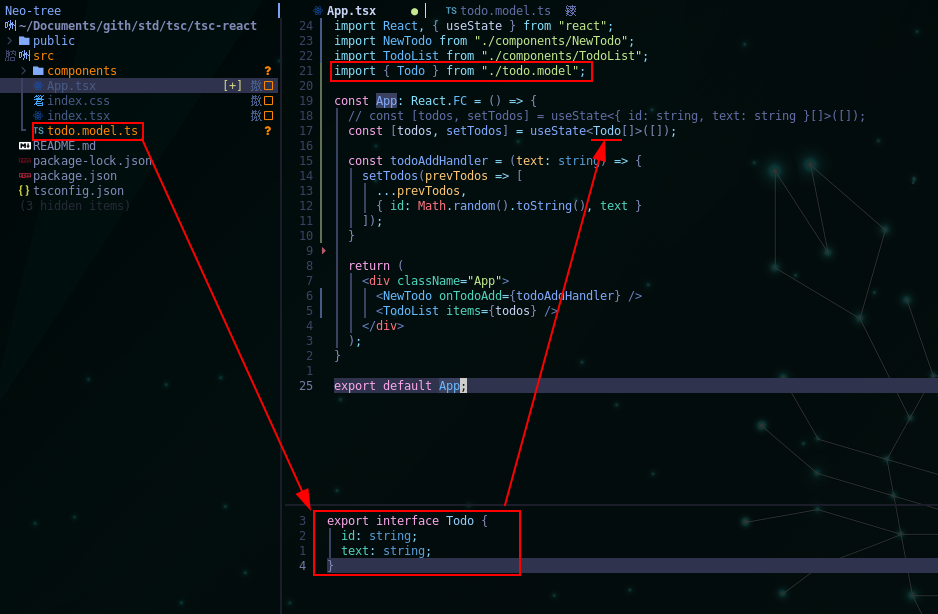 Neo-tree
~/Documents/gith/std/tsc/tsc-react
public
src
components ?
App.tsx [+]
index.css
index.tsx
TS todo.model.ts ?
README.md
package-lock.json
package.json
{} tsconfig.json
(3 hidden items)
App.tsx ● TS todo.model.ts
24 import React, { useState } from "react";
23 import NewTodo from "./components/NewTodo";
22 import TodoList from "./components/TodoList";
21 import { Todo } from "./todo.model";
20
19 const App: React.FC = () => {
18 // const [todos, setTodos] = useState<{ id: string, text: string }[]>([]);
17 const [todos, setTodos] = useState<Todo[]>([]);
16
15 const todoAddHandler = (text: string) => {
14 setTodos(prevTodos => [
13 ...prevTodos,
12 { id: Math.random().toString(), text }
11 ]);
10 }
9
8 return (
7 <div className="App">
6 <NewTodo onTodoAdd={todoAddHandler} />
5 <TodoList items={todos} />
4 </div>
3 );
2 }
1
25 export default App;
3 export interface Todo {
2 id: string;
1 text: string;
4 }